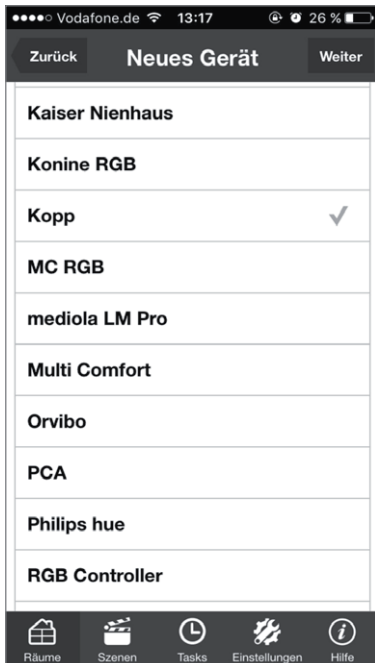 Vodafone.de 13:17 26 %
Zurück Neues Gerät Weiter
Kaiser Nienhaus
Konine RGB
Kopp
MC RGB
mediola LM Pro
Multi Comfort
Orvibo
PCA
Philips hue
RGB Controller
Räume Szenen Tasks Einstellungen Hilfe